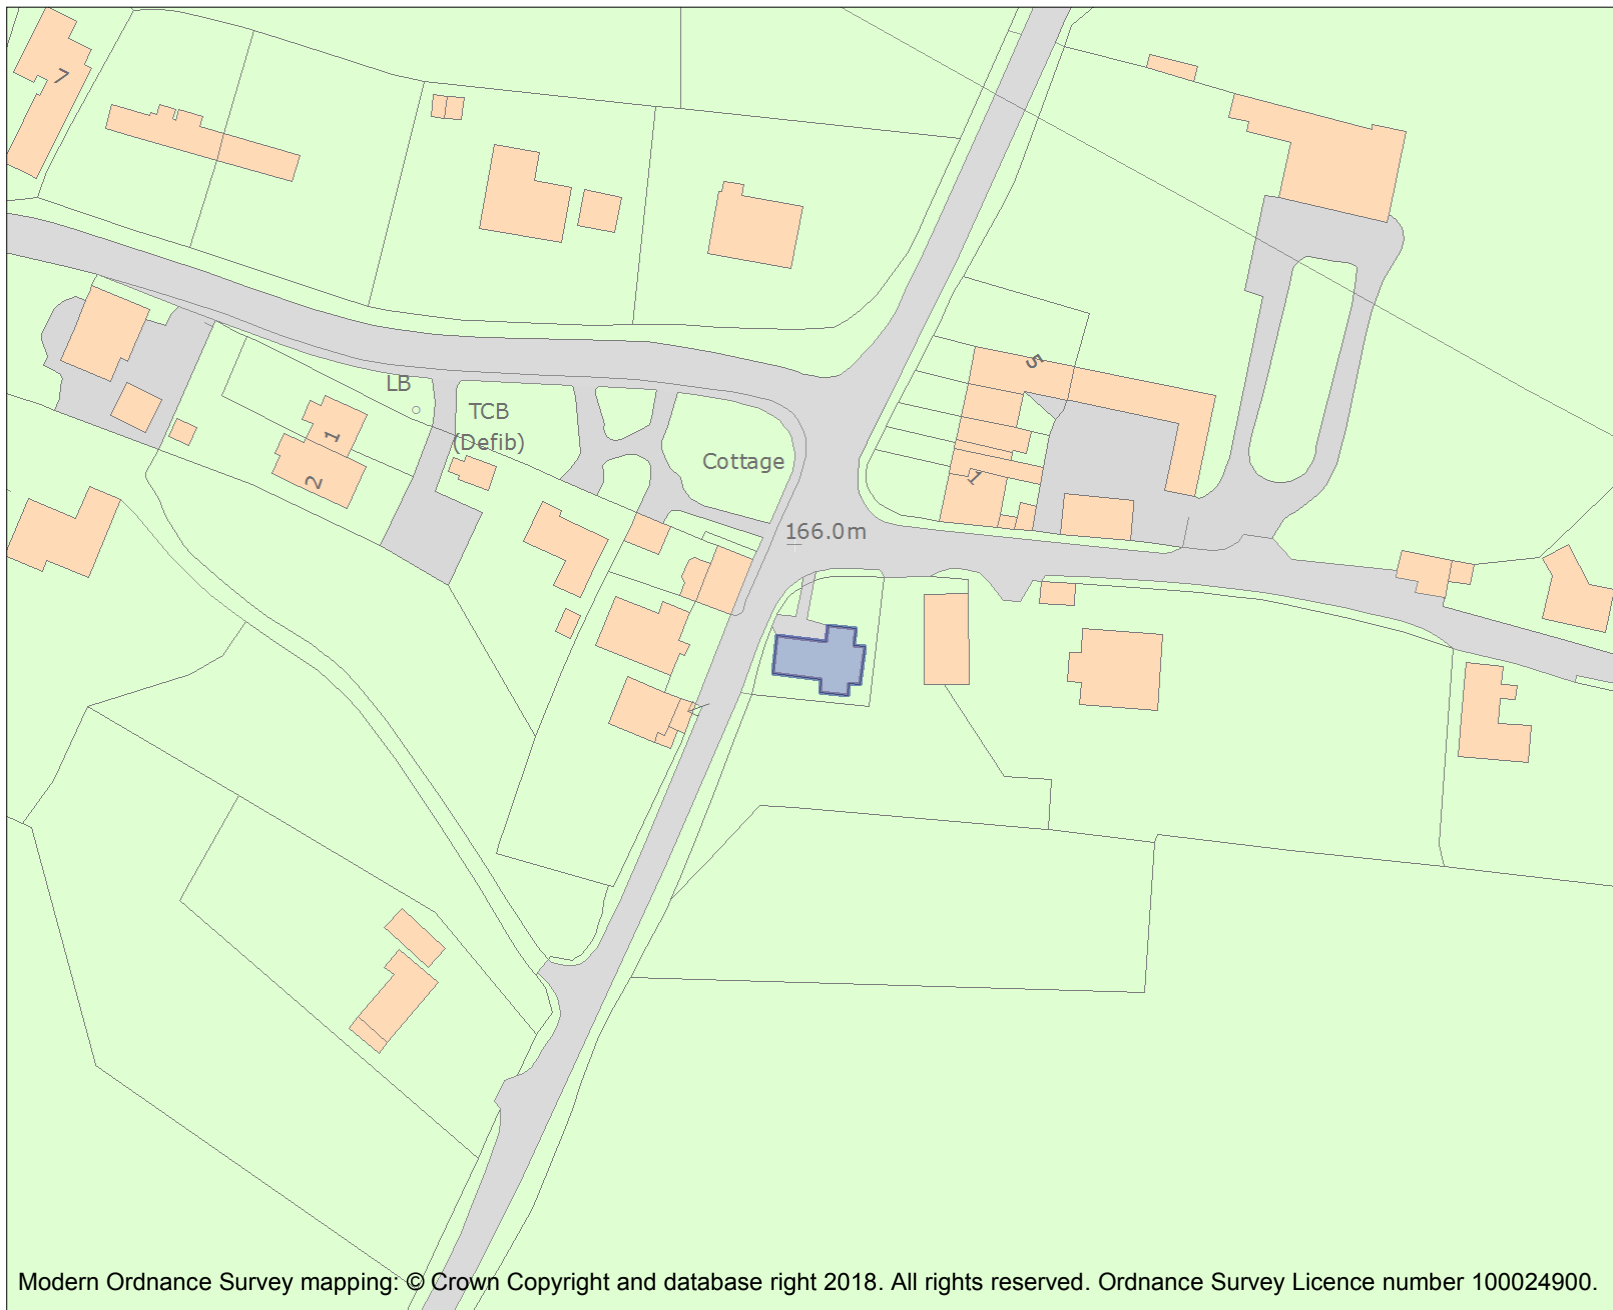 7
5
LB
TCB
(Defib)
1
2
Cottage
1
166.0m
Modern Ordnance Survey mapping: © Crown Copyright and database right 2018. All rights reserved. Ordnance Survey Licence number 100024900.